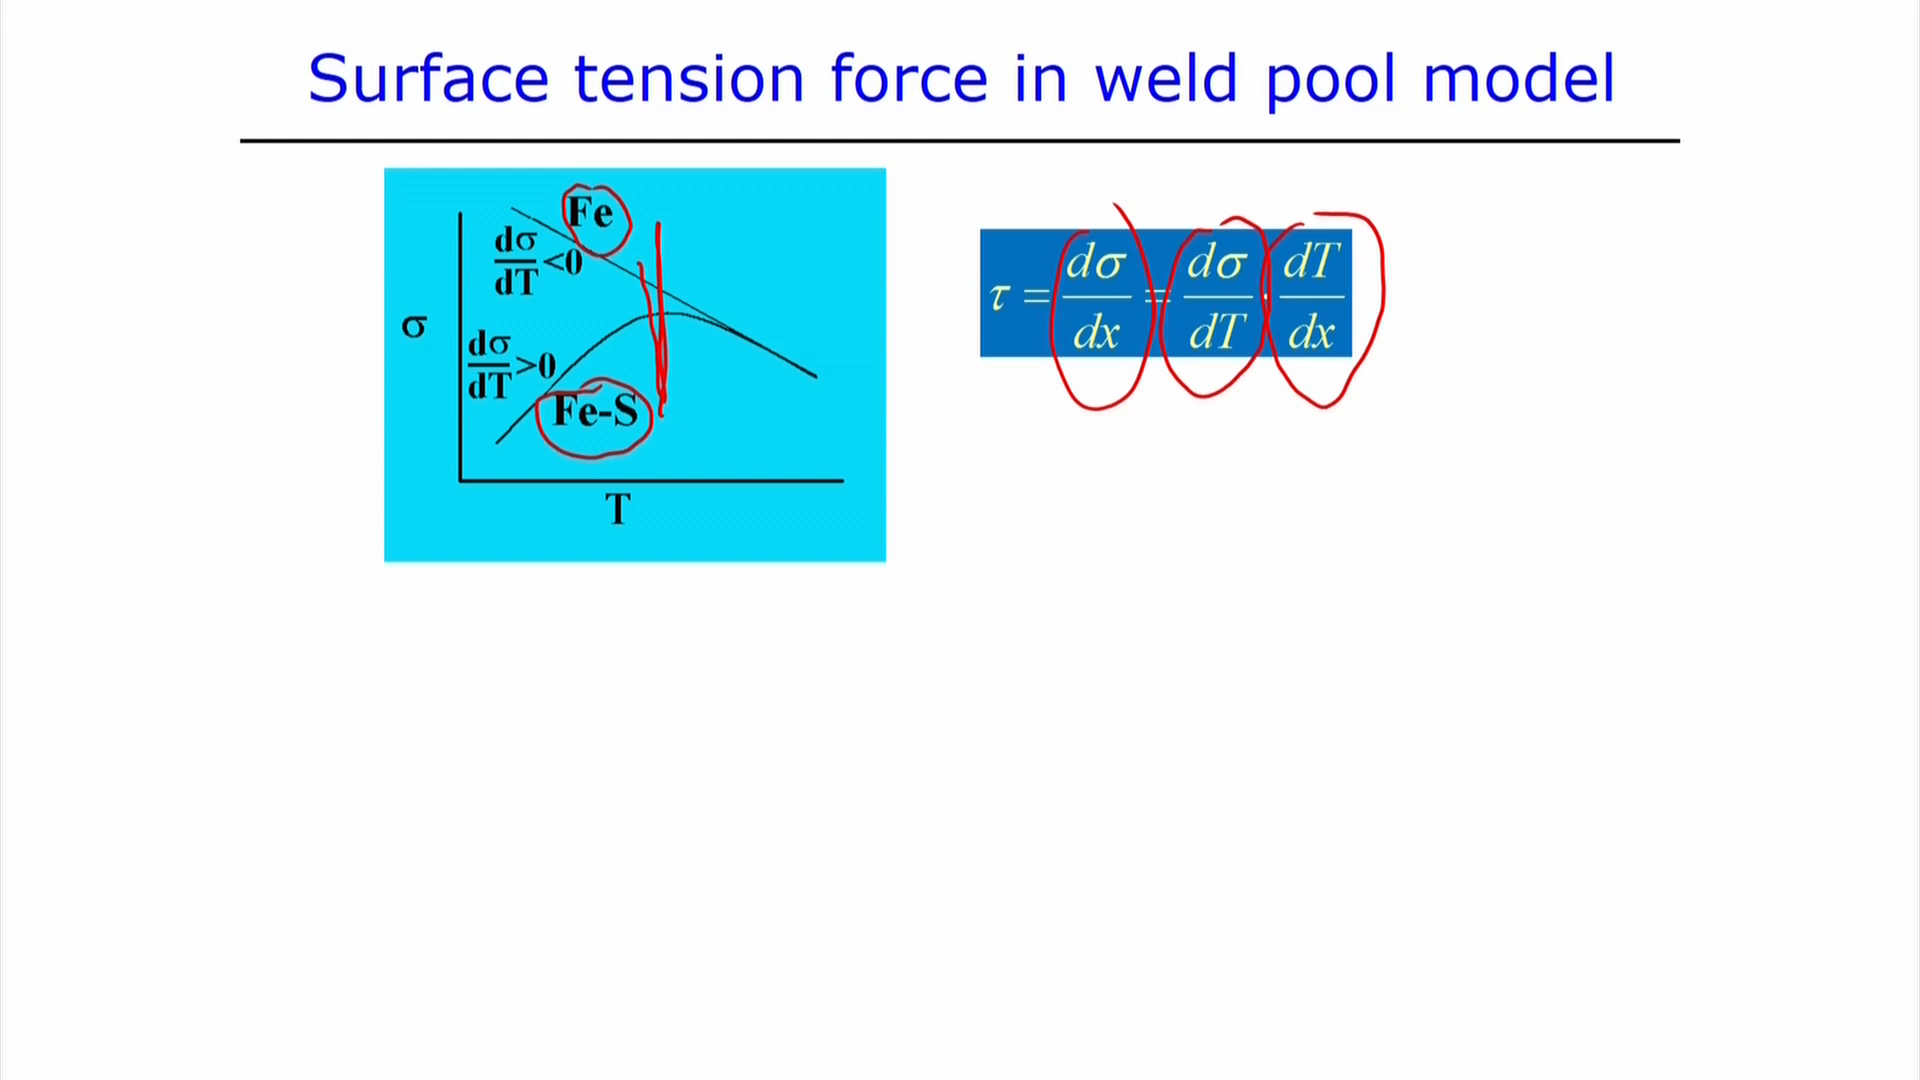 Surface tension force in weld pool model
Fe
dσ/dT <0
σ
dσ/dT >0
Fe-S
T
τ = dσ/dx = dσ/dT · dT/dx